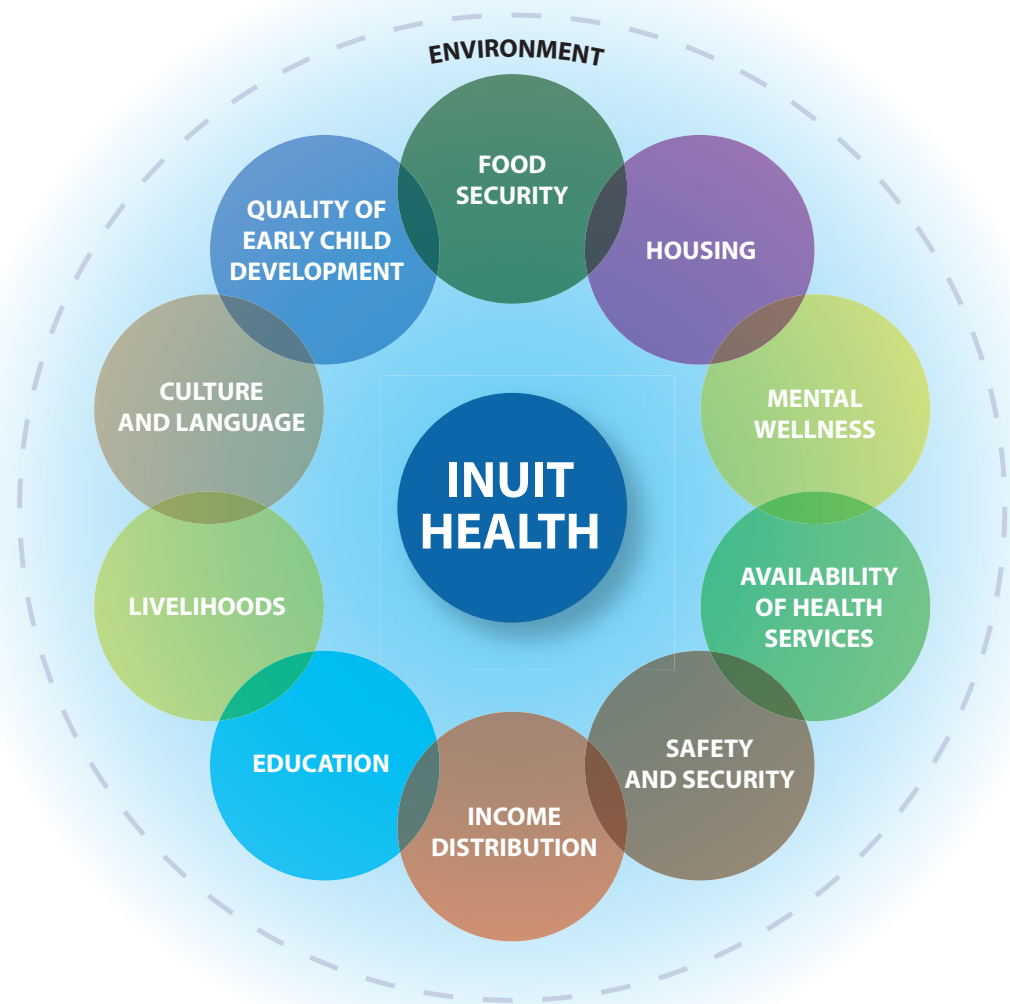 ENVIRONMENT
FOOD
SECURITY
HOUSING
MENTAL
WELLNESS
AVAILABILITY
OF HEALTH
SERVICES
SAFETY
AND SECURITY
INCOME
DISTRIBUTION
EDUCATION
LIVELIHOODS
CULTURE
AND LANGUAGE
QUALITY OF
EARLY CHILD
DEVELOPMENT
INUIT
HEALTH